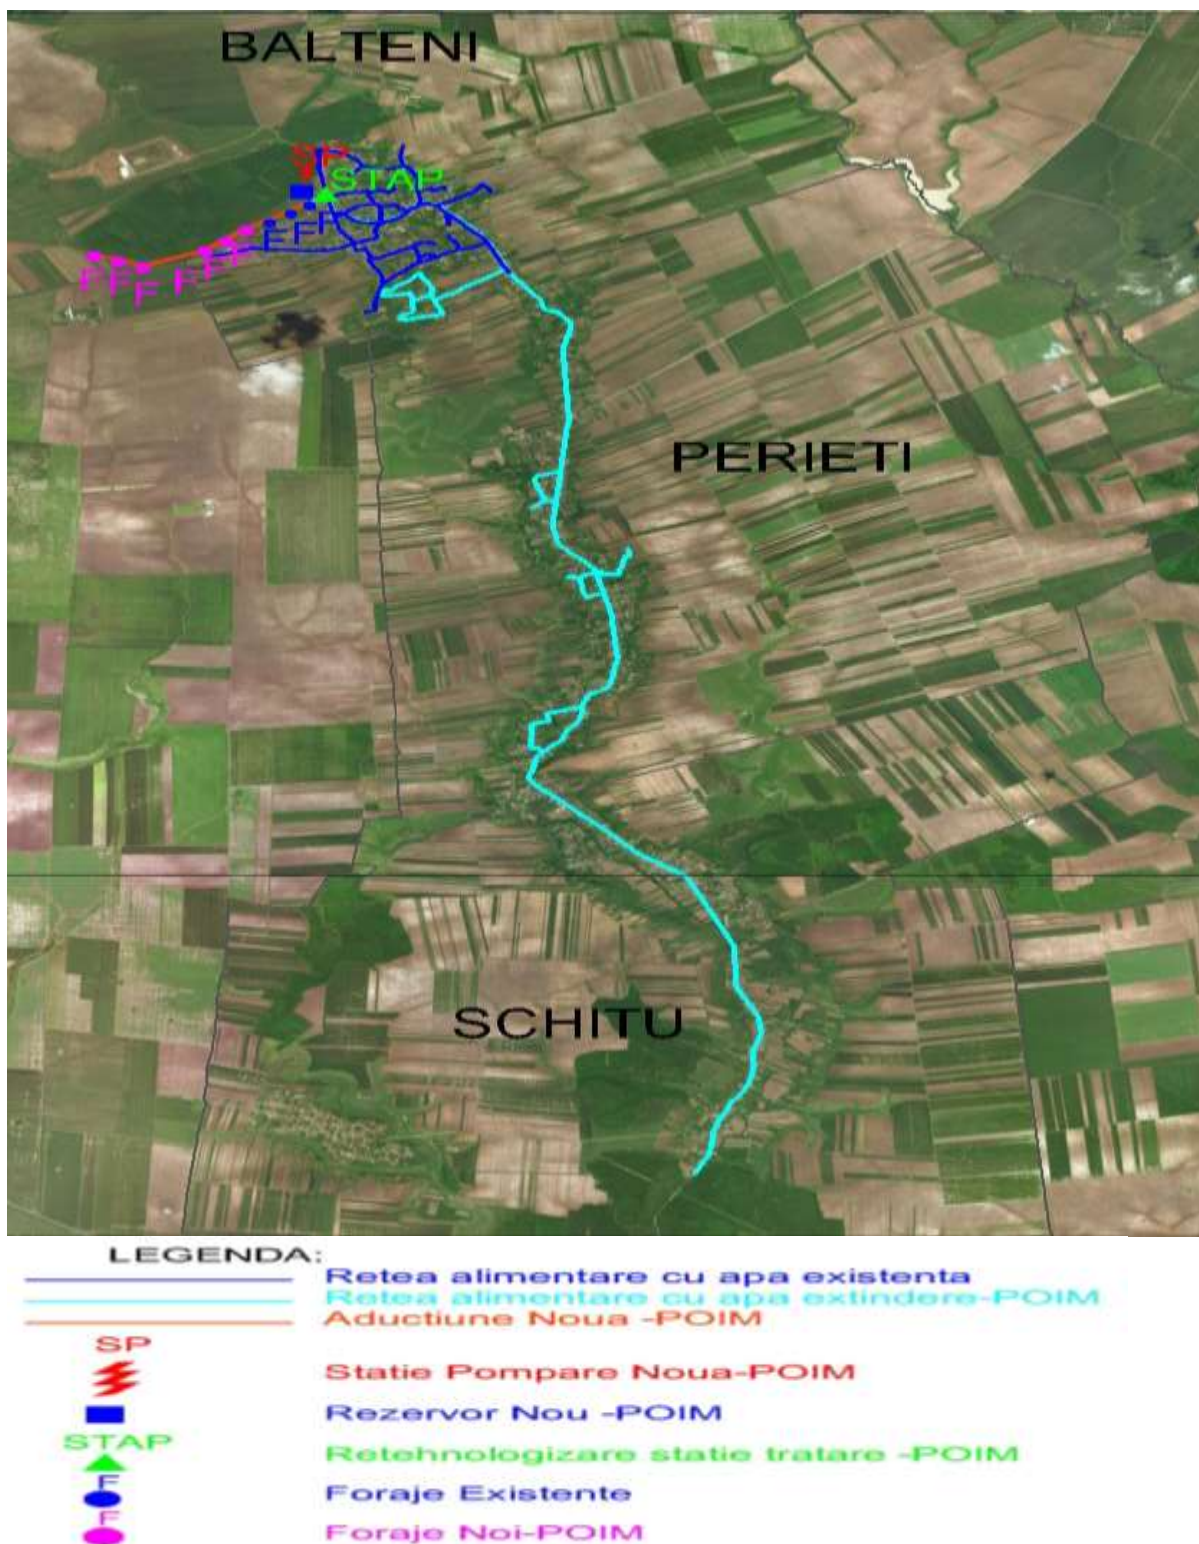 BALTENI
SP
STAP
F F F
F F F F F F
PERIETI
SCHITU
LEGENDA:
Retea alimentare cu apa existenta
Retea alimentare cu apa extindere-POIM
Aductiune Noua -POIM
SP
Statie Pompare Noua-POIM
Rezervor Nou -POIM
STAP
Retehnologizare statie tratare -POIM
F
Foraje Existente
F
Foraje Noi-POIM